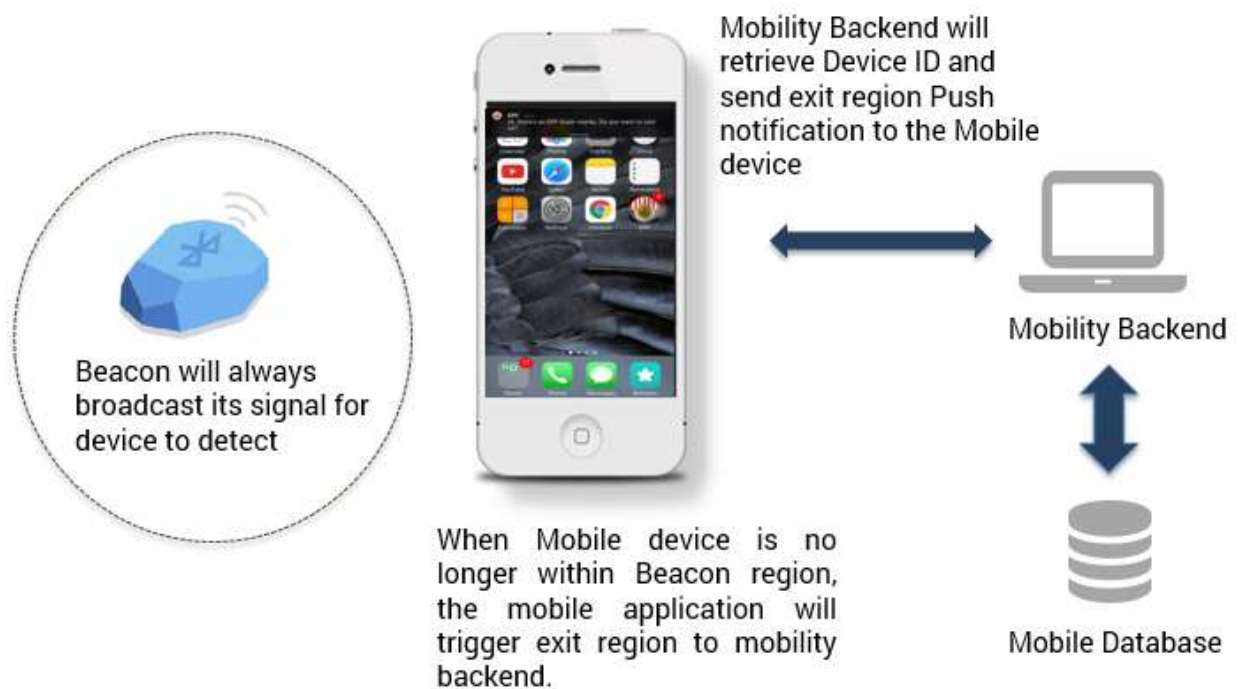 Mobility Backend will
retrieve Device ID and
send exit region Push
notification to the Mobile
device
Beacon will always
broadcast its signal for
device to detect
Mobility Backend
When Mobile device is no
longer within Beacon region,
the mobile application will
trigger exit region to mobility
backend.
Mobile Database